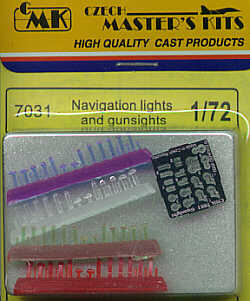 CMK
CZECH
MASTER'S KITS
HIGH QUALITY CAST PRODUCTS
7031
Navigation lights
and gunsights
1/72